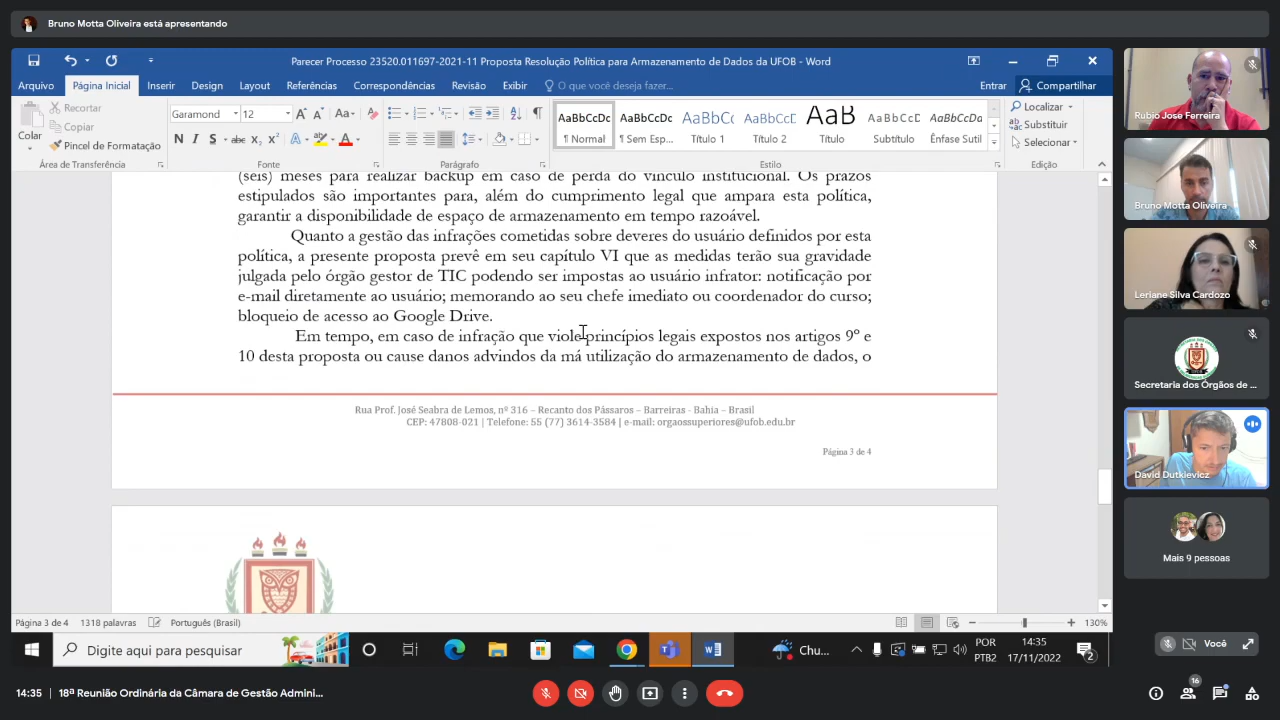 Bruno Motta Oliveira está apresentando
Parecer Processo 23520.011697-2021-11 Proposta Resolução Política para Armazenamento de Dados da UFOB - Word
Arquivo Página Inicial Inserir Design Layout Referências Correspondências Revisão Exibir O que você deseja fazer... Entrar Compartilhar
Colar
Recortar
Copiar
Pincel de Formatação
Área de Transferência
Garamond 12
N I S abc x₂ x²
Fonte
Parágrafo
AaBbCcDc AaBbCcDc AaBbCc AaBbCcD AaB AaBbCcD AaBbCcDa
¶ Normal ¶ Sem Esp... Título 1 Título 2 Título Subtítulo Ênfase Sutil
Estilo
Localizar
Substituir
Selecionar
Edição
(seis) meses para realizar backup em caso de perda do vínculo institucional. Os prazos
estipulados são importantes para, além do cumprimento legal que ampara esta política,
garantir a disponibilidade de espaço de armazenamento em tempo razoável.
Quanto a gestão das infrações cometidas sobre deveres do usuário definidos por esta
política, a presente proposta prevê em seu capítulo VI que as medidas terão sua gravidade
julgada pelo órgão gestor de TIC podendo ser impostas ao usuário infrator: notificação por
e-mail diretamente ao usuário; memorando ao seu chefe imediato ou coordenador do curso;
bloqueio de acesso ao Google Drive.
Em tempo, em caso de infração que viole princípios legais expostos nos artigos 9º e
10 desta proposta ou cause danos advindos da má utilização do armazenamento de dados, o
Rua Prof. José Seabra de Lemos, nº 316 – Recanto dos Pássaros – Barreiras - Bahia – Brasil
CEP: 47808-021 | Telefone: 55 (77) 3614-3584 | e-mail: orgaossuperiores@ufob.edu.br
Página 3 de 4
Página 3 de 4 1318 palavras Português (Brasil) 130%
Digite aqui para pesquisar
Chu...
POR
PTB2
14:35
17/11/2022
2
Rubio Jose Ferreira
Bruno Motta Oliveira
Leriane Silva Cardozo
Secretaria dos Órgãos de ...
David Dutkievicz
Mais 9 pessoas
Você
14:35 18ª Reunião Ordinária da Câmara de Gestão Admini...
16